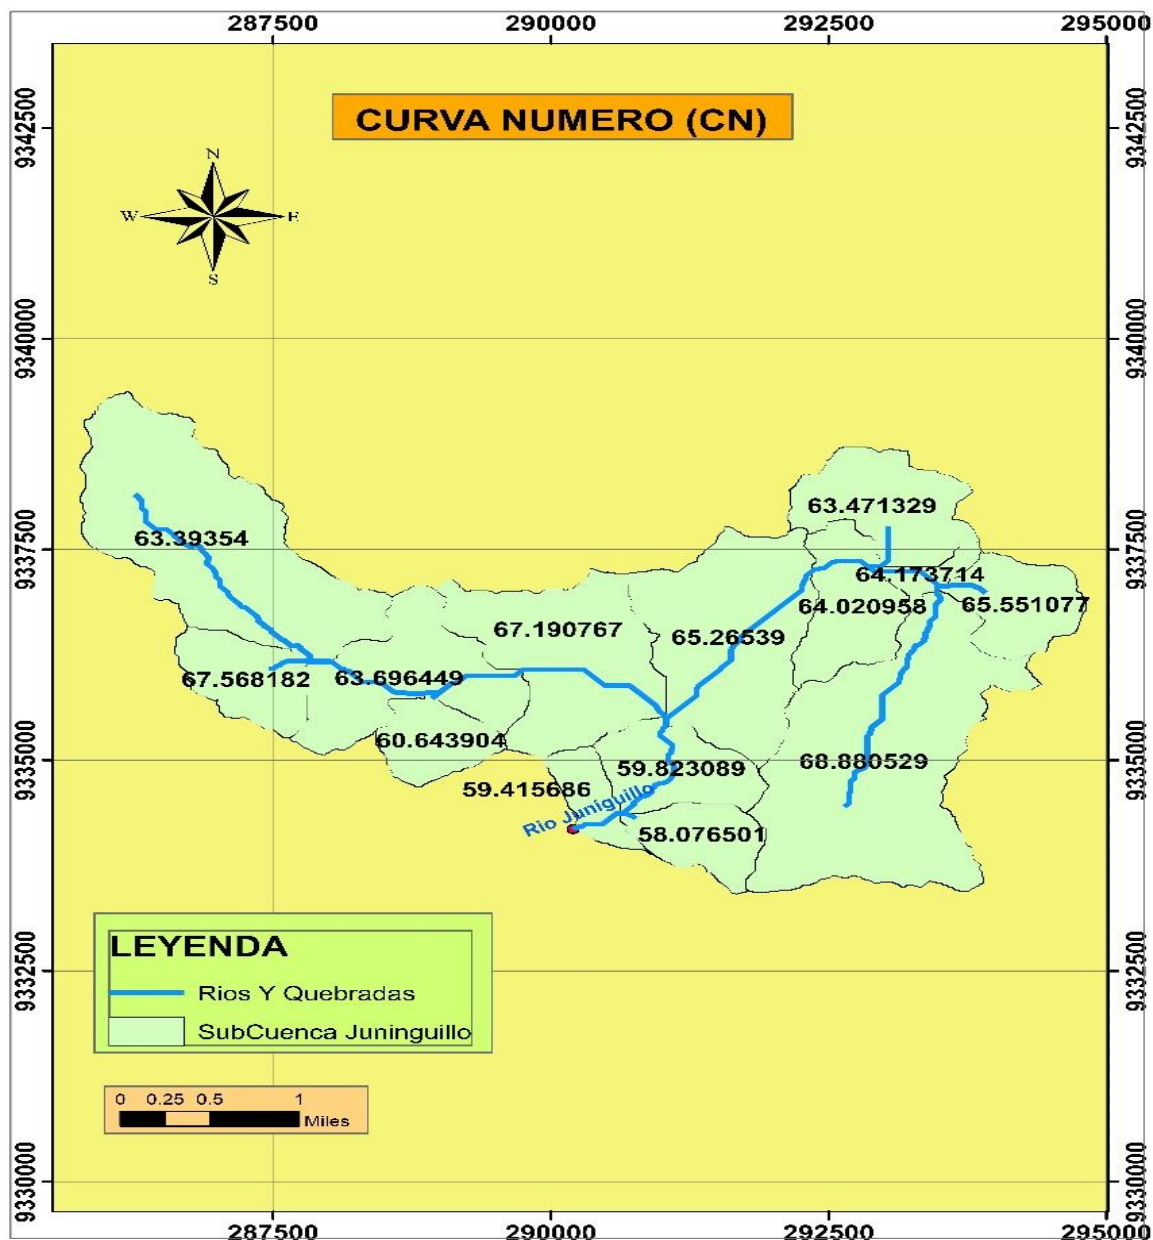 287500 290000 292500 295000
CURVA NUMERO (CN)
N
W E
S
9342500 9342500
9340000 9340000
9337500 9337500
9335000 9335000
9332500 9332500
9330000 9330000
63.471329
63.39354
64.173714
64.020958
65.551077
67.190767
65.26539
67.568182
63.696449
60.643904
59.823089
68.880529
59.415686
Rio Juniguillo
58.076501
LEYENDA
Rios Y Quebradas
SubCuenca Juninguillo
0 0.25 0.5 1
Miles
287500 290000 292500 295000